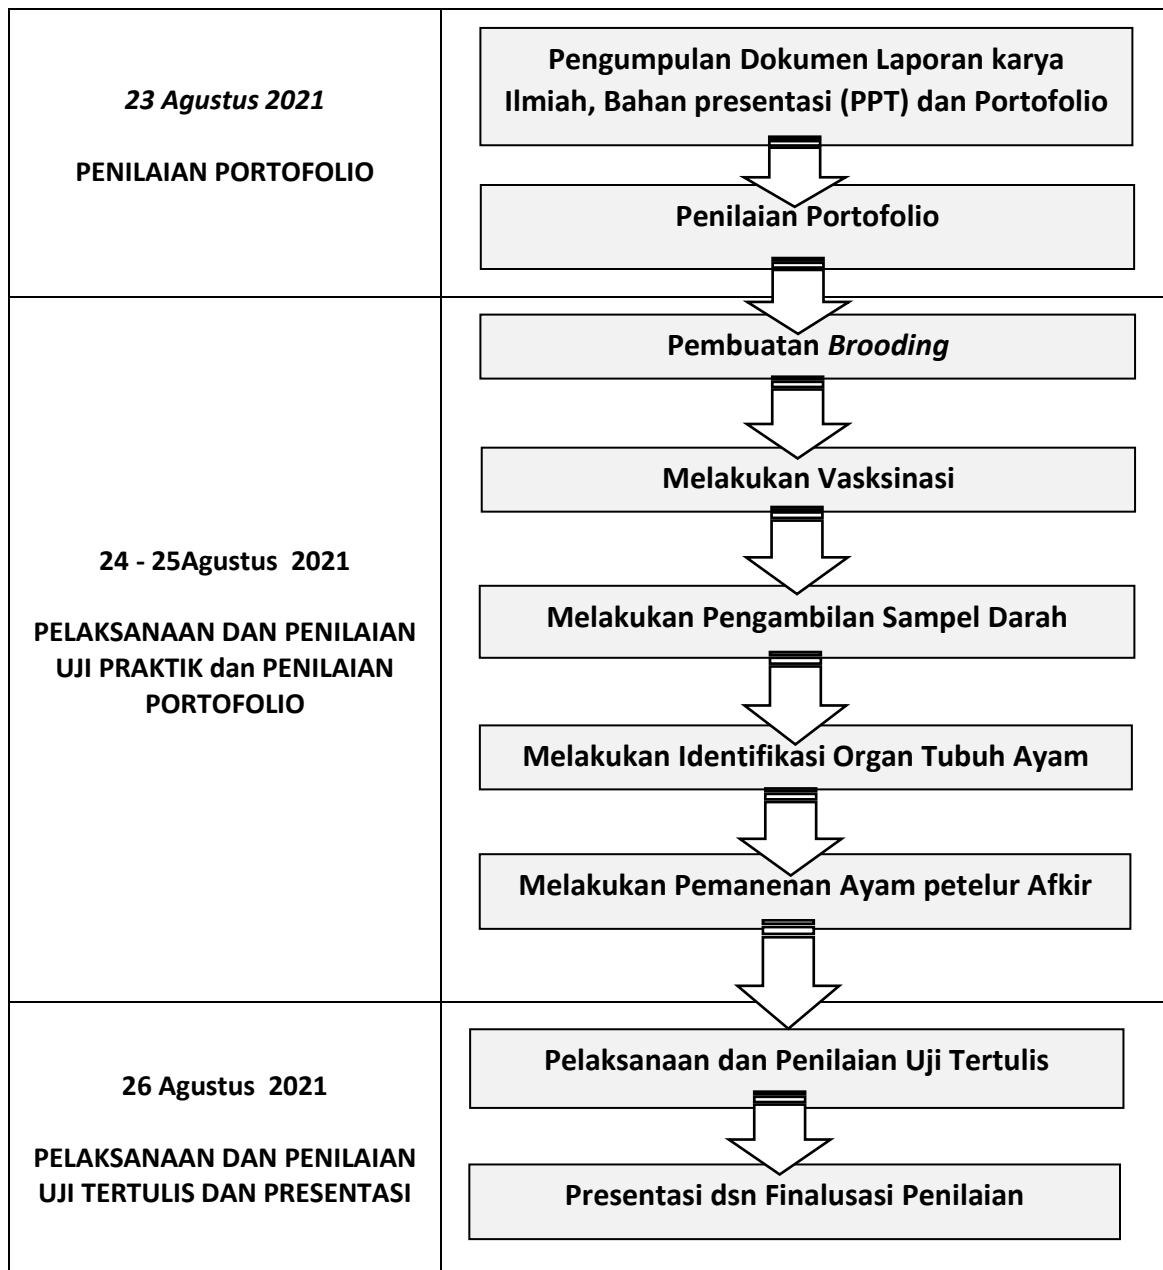 23 Agustus 2021
PENILAIAN PORTOFOLIO
Pengumpulan Dokumen Laporan karya
Ilmiah, Bahan presentasi (PPT) dan Portofolio
Penilaian Portofolio
24 - 25Agustus 2021
PELAKSANAAN DAN PENILAIAN
UJI PRAKTIK dan PENILAIAN
PORTOFOLIO
Pembuatan Brooding
Melakukan Vasksinasi
Melakukan Pengambilan Sampel Darah
Melakukan Identifikasi Organ Tubuh Ayam
Melakukan Pemanenan Ayam petelur Afkir
26 Agustus 2021
PELAKSANAAN DAN PENILAIAN
UJI TERTULIS DAN PRESENTASI
Pelaksanaan dan Penilaian Uji Tertulis
Presentasi dsn Finalusasi Penilaian